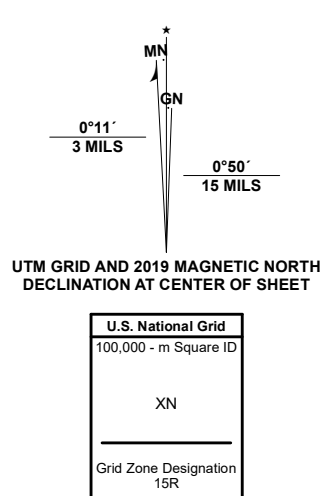 ★
MN
GN
0°11´
3 MILS
0°50´
15 MILS
UTM GRID AND 2019 MAGNETIC NORTH
DECLINATION AT CENTER OF SHEET
U.S. National Grid
100,000 - m Square ID
XN
Grid Zone Designation
15R